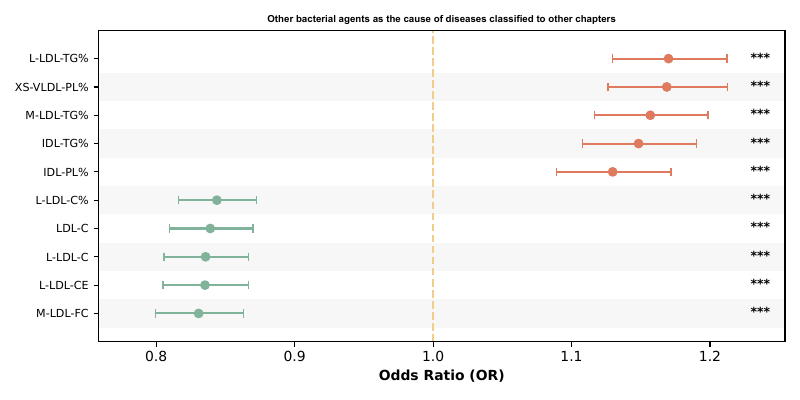 Other bacterial agents as the cause of diseases classified to other chapters
L-LDL-TG% ***
XS-VLDL-PL% ***
M-LDL-TG% ***
IDL-TG% ***
IDL-PL% ***
L-LDL-C% ***
LDL-C ***
L-LDL-C ***
L-LDL-CE ***
M-LDL-FC ***
0.8 0.9 1.0 1.1 1.2
Odds Ratio (OR)